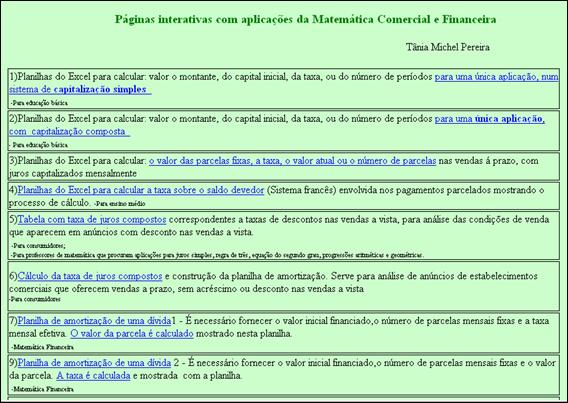 Páginas interativas com aplicações da Matemática Comercial e Financeira
Tânia Michel Pereira
1)Planilhas do Excel para calcular: valor o montante, do capital inicial, da taxa, ou do número de períodos para uma única aplicação, num
sistema de capitalização simples
-Para educação básica
2)Planilhas do Excel para calcular: valor o montante, do capital inicial, da taxa, ou do número de períodos para uma única aplicação,
com capitalização composta
- Para educação básica
3)Planilhas do Excel para calcular: o valor das parcelas fixas, a taxa, o valor atual ou o número de parcelas nas vendas á prazo, com
juros capitalizados mensalmente
4)Planilhas do Excel para calcular a taxa sobre o saldo devedor (Sistema francês) envolvida nos pagamentos parcelados mostrando o
processo de cálculo. -Para ensino médio
5)Tabela com taxa de juros compostos correspondentes a taxas de descontos nas vendas a vista, para análise das condições de venda
que aparecem em anúncios com desconto nas vendas a vista.
-Para consumidores;
-Para professores de matemática que procuram aplicações para juros simples, regra de três, equação do segundo grau, progressões aritméticas e geométricas.
6)Cálculo da taxa de juros compostos e construção da planilha de amortização. Serve para análise de anúncios de estabelecimentos
comerciais que oferecem vendas a prazo, sem acréscimo ou desconto nas vendas a vista
-Para consumidores
7)Planilha de amortização de uma dívida1 - É necessário fornecer o valor inicial financiado,o número de parcelas mensais fixas e a taxa
mensal efetiva. O valor da parcela é calculado mostrado nesta planilha.
-Matemática Financeira
9)Planilha de amortização de uma dívida 2 - É necessário fornecer o valor inicial financiado,o número de parcelas mensais fixas e o valor
da parcela. A taxa é calculada e mostrada com a planilha.
-Matemática Financeira